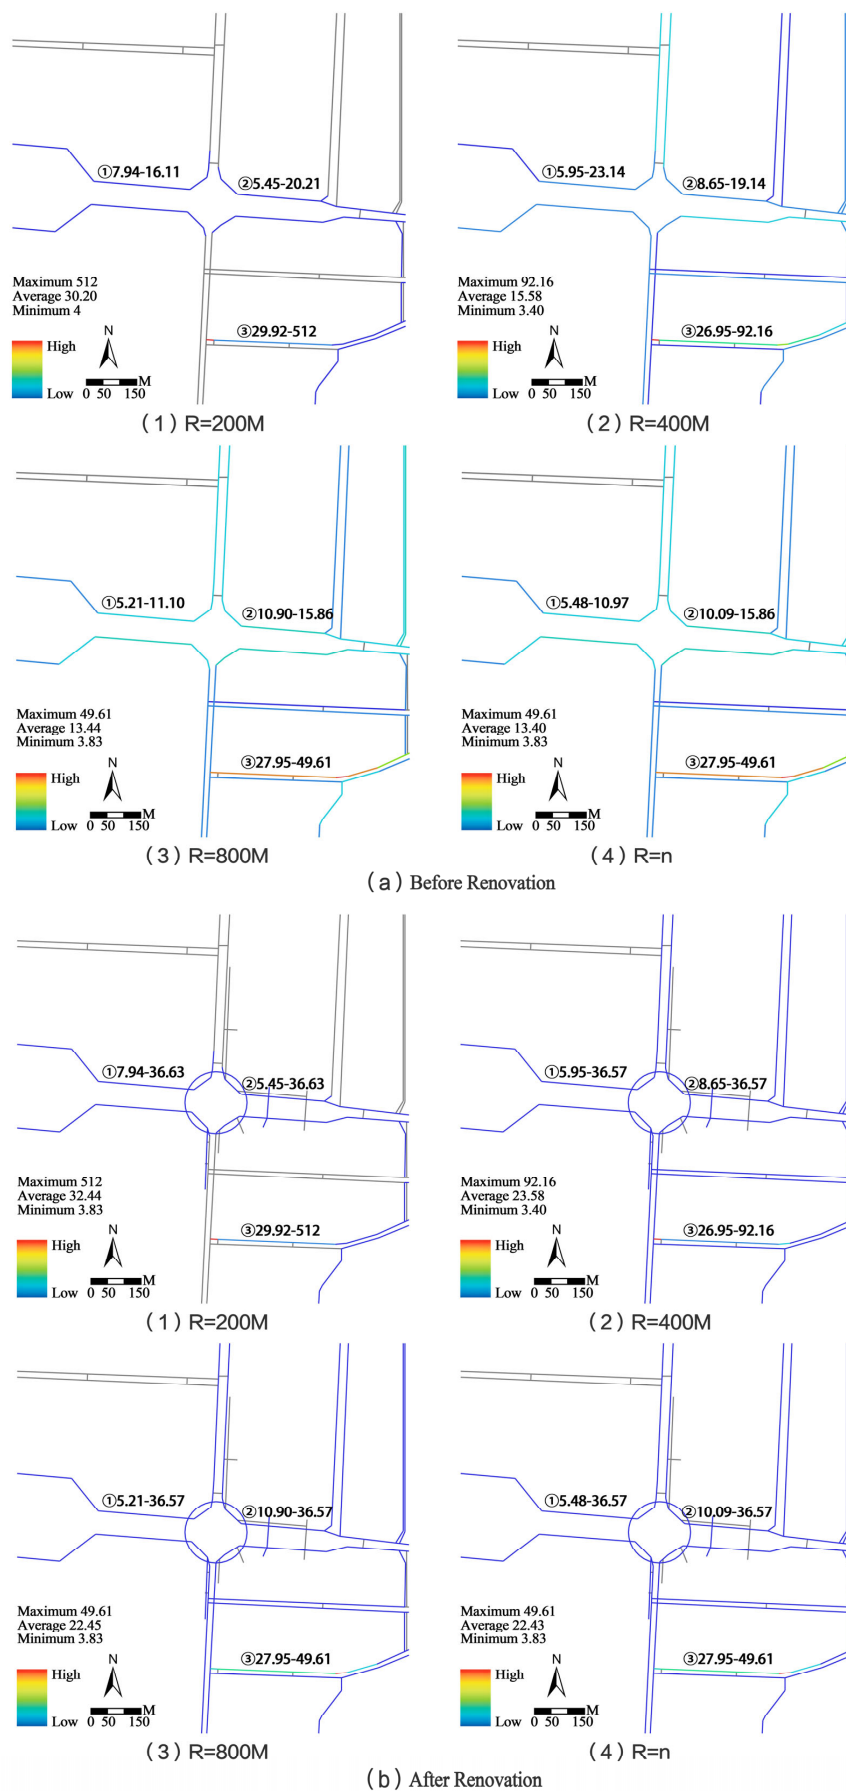 ①7.94-16.11
②5.45-20.21
Maximum 512
Average 30.20
Minimum 4
③29.92-512
N
High
Low
M
0 50 150
(1) R=200M
①5.95-23.14
②8.65-19.14
Maximum 92.16
Average 15.58
Minimum 3.40
③26.95-92.16
N
High
Low
M
0 50 150
(2) R=400M
①5.21-11.10
②10.90-15.86
Maximum 49.61
Average 13.44
Minimum 3.83
③27.95-49.61
N
High
Low
M
0 50 150
(3) R=800M
①5.48-10.97
②10.09-15.86
Maximum 49.61
Average 13.40
Minimum 3.83
③27.95-49.61
N
High
Low
M
0 50 150
(4) R=n
(a) Before Renovation
①7.94-36.63
②5.45-36.63
Maximum 512
Average 32.44
Minimum 3.83
③29.92-512
N
High
Low
M
0 50 150
(1) R=200M
①5.95-36.57
②8.65-36.57
Maximum 92.16
Average 23.58
Minimum 3.40
③26.95-92.16
N
High
Low
M
0 50 150
(2) R=400M
①5.21-36.57
②10.90-36.57
Maximum 49.61
Average 22.45
Minimum 3.83
③27.95-49.61
N
High
Low
M
0 50 150
(3) R=800M
①5.48-36.57
②10.09-36.57
Maximum 49.61
Average 22.43
Minimum 3.83
③27.95-49.61
N
High
Low
M
0 50 150
(4) R=n
(b) After Renovation